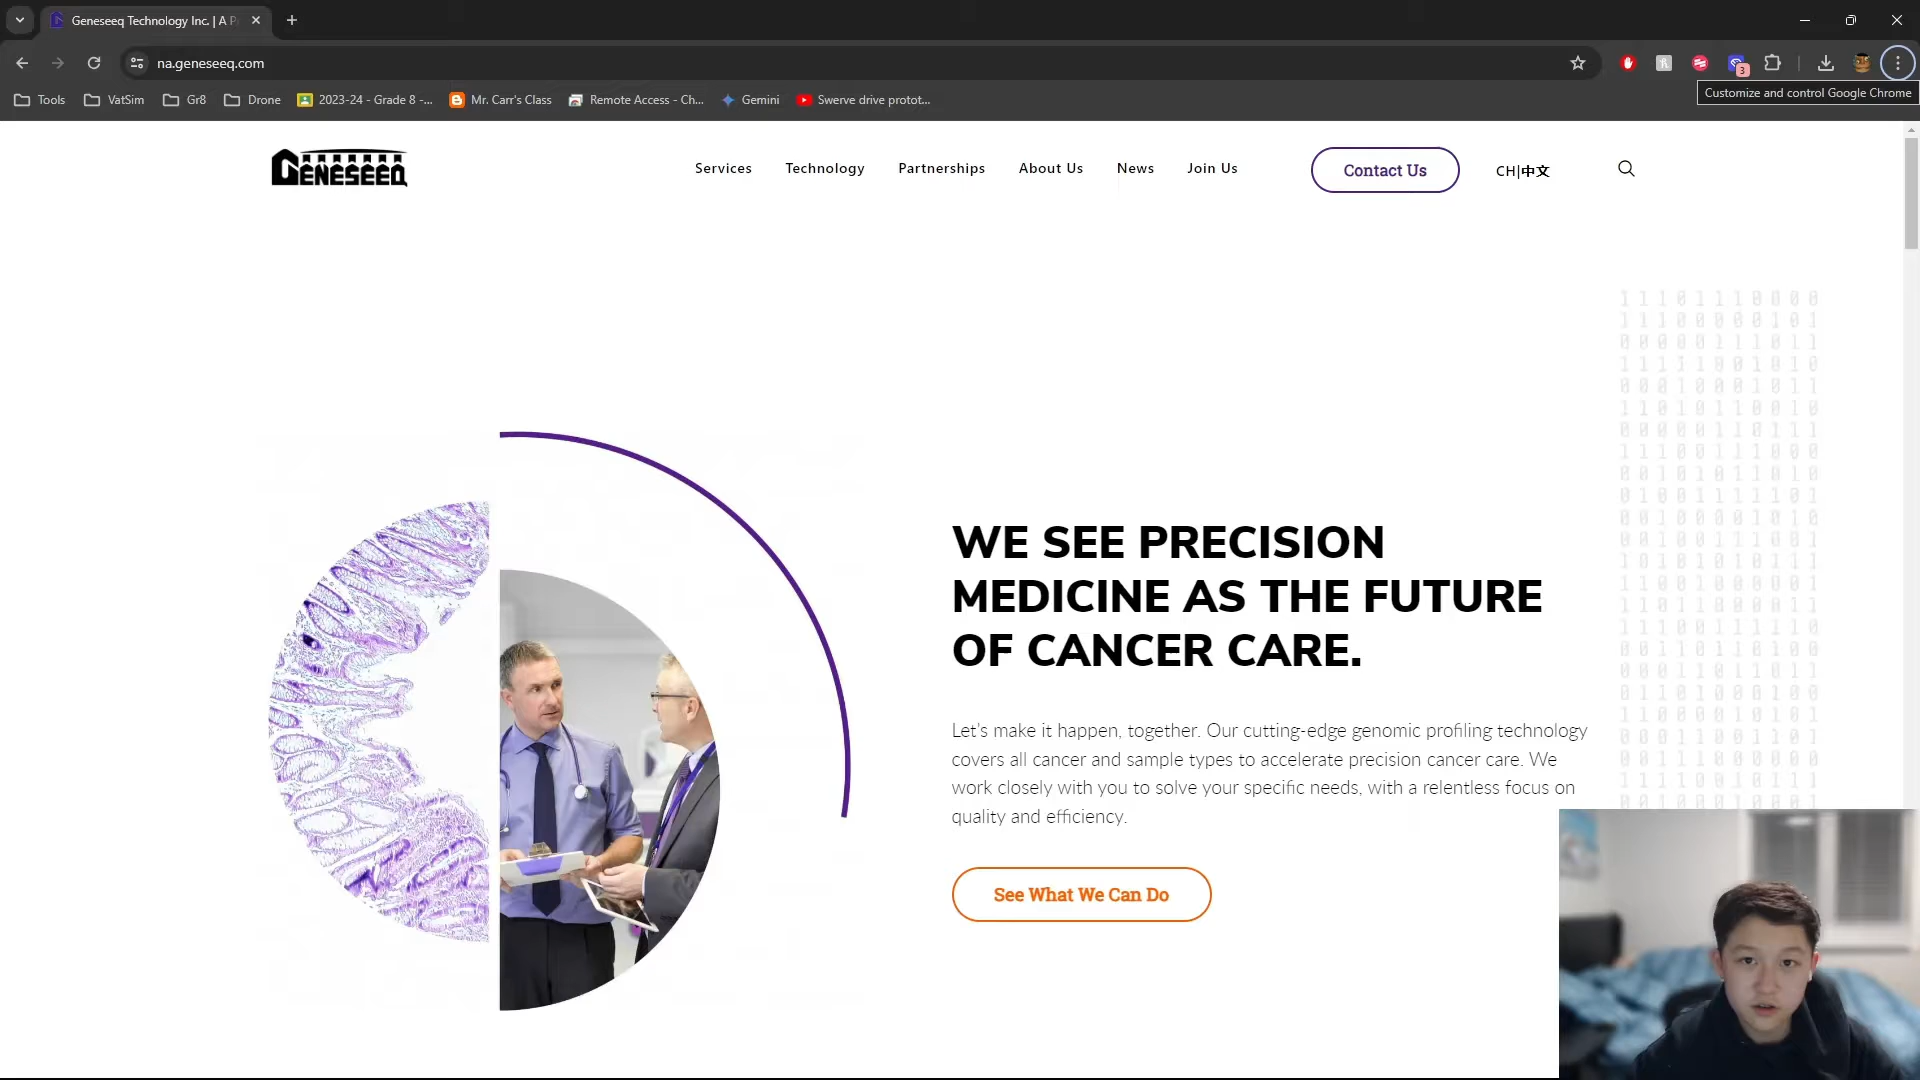 Geneseeq Technology Inc. | A P
na.geneseeq.com
3
Customize and control Google Chrome
Tools
VatSim
Gr8
Drone
2023-24 - Grade 8 -...
Mr. Carr's Class
Remote Access - Ch...
Gemini
Swerve drive protot...
GENESEEQ
Services
Technology
Partnerships
About Us
News
Join Us
Contact Us
CH|中文
WE SEE PRECISION
MEDICINE AS THE FUTURE
OF CANCER CARE.
Let's make it happen, together. Our cutting-edge genomic profiling technology
covers all cancer and sample types to accelerate precision cancer care. We
work closely with you to solve your specific needs, with a relentless focus on
quality and efficiency.
See What We Can Do